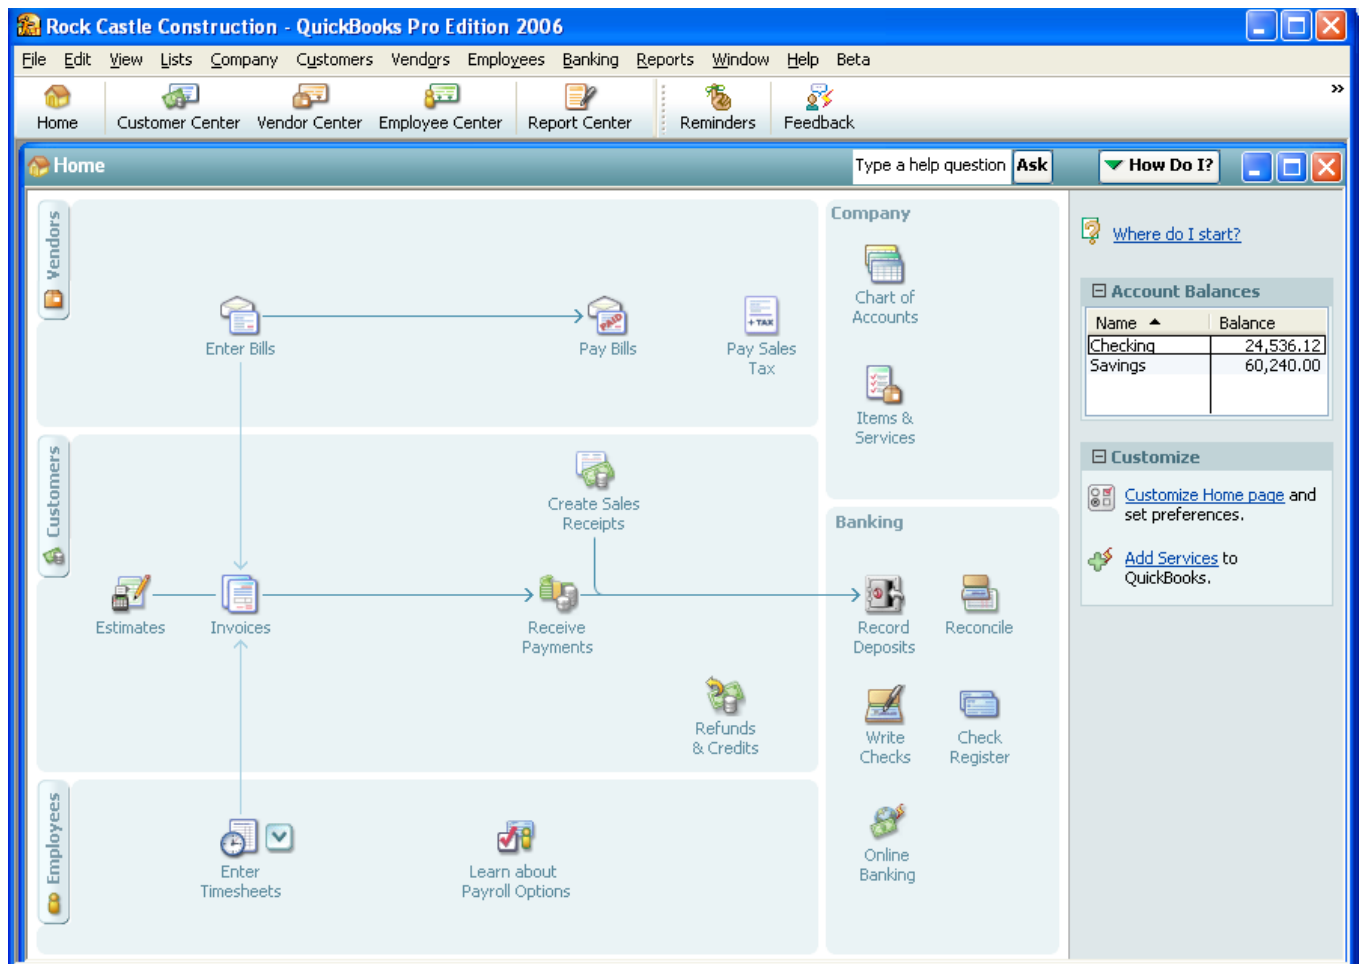 Rock Castle Construction - QuickBooks Pro Edition 2006
File Edit View Lists Company Customers Vendors Employees Banking Reports Window Help Beta
Home Customer Center Vendor Center Employee Center Report Center Reminders Feedback
Home Type a help question Ask How Do I?
Vendors
Enter Bills
Pay Bills
PAID
+ TAX
Pay Sales
Tax
Customers
Create Sales
Receipts
Estimates
Invoices
Receive
Payments
Refunds
& Credits
Employees
Enter
Timesheets
Learn about
Payroll Options
Company
Chart of
Accounts
Items &
Services
Banking
Record
Deposits
Reconcile
Write
Checks
Check
Register
Online
Banking
Where do I start?
Account Balances
Name Balance
Checking 24,536.12
Savings 60,240.00
Customize
Customize Home page and
set preferences.
Add Services to
QuickBooks.